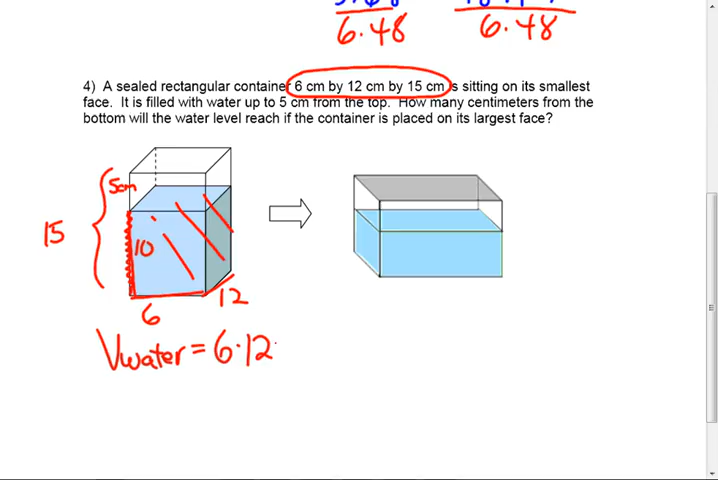 6.48
6.48
4) A sealed rectangular container 6 cm by 12 cm by 15 cm is sitting on its smallest
face. It is filled with water up to 5 cm from the top. How many centimeters from the
bottom will the water level reach if the container is placed on its largest face?
5cm
15
10
12
6
Vwater = 6·12